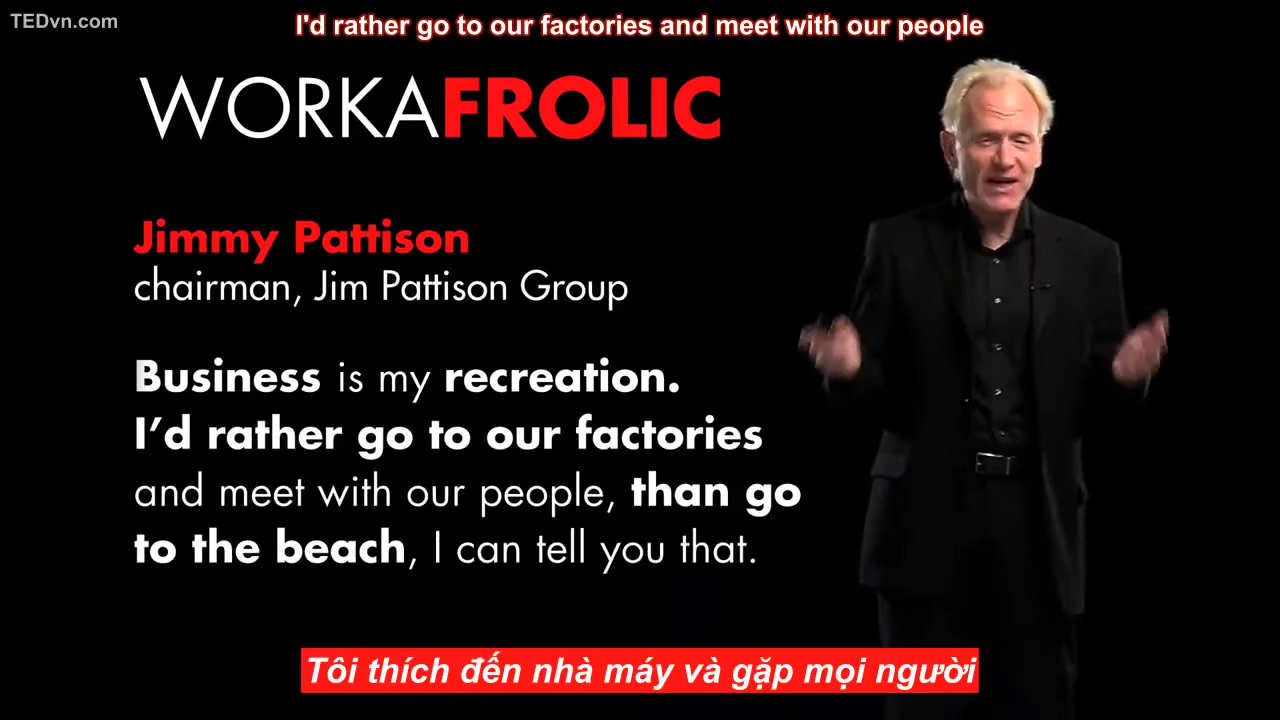 TEDvn.com
I'd rather go to our factories and meet with our people
WORKAFROLIC
Jimmy Pattison
chairman, Jim Pattison Group
Business is my recreation.
I'd rather go to our factories
and meet with our people, than go
to the beach, I can tell you that.
Tôi thích đến nhà máy và gặp mọi người